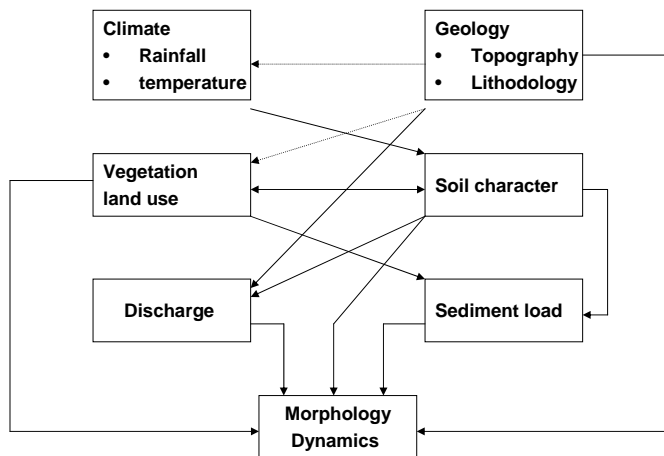 Climate
• Rainfall
• temperature
Geology
• Topography
• Lithodology
Vegetation
land use
Soil character
Discharge
Sediment load
Morphology
Dynamics